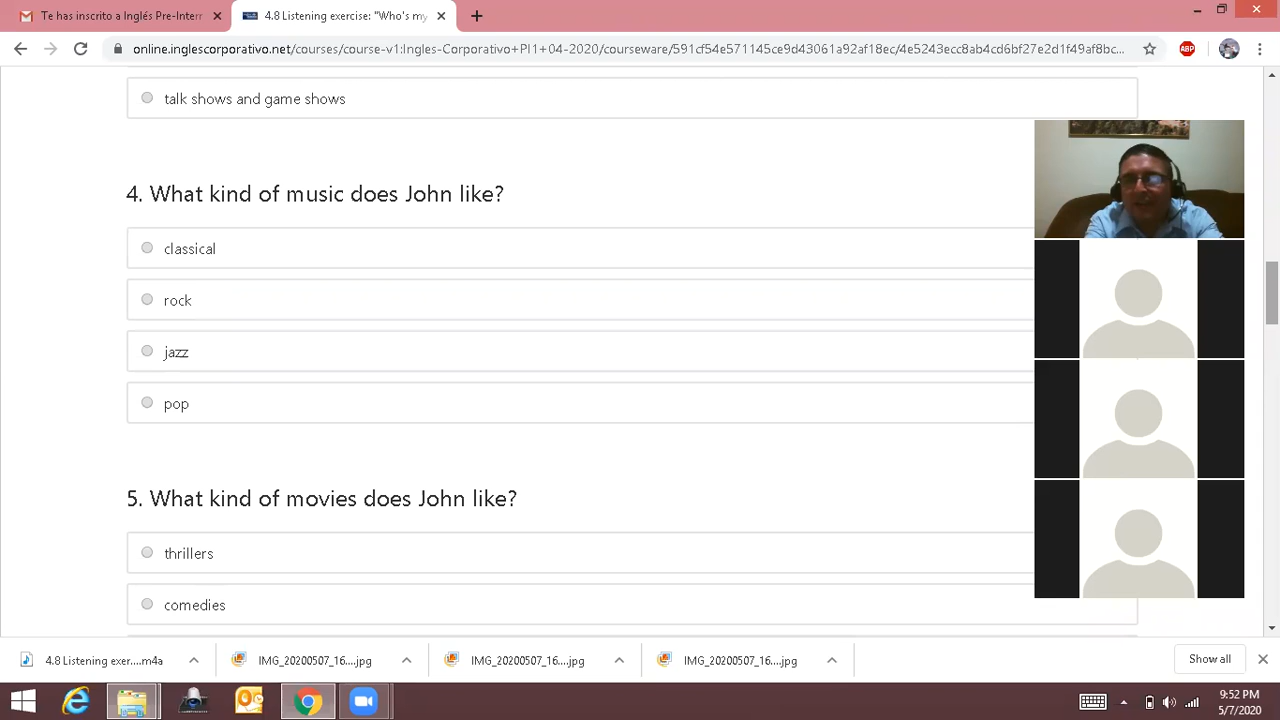 Te has inscrito a Inglés Pre-Interr
4.8 Listening exercise: "Who's my
online.inglescorporativo.net/courses/course-v1:Ingles-Corporativo+PI1+04-2020/courseware/591cf54e571145ce9d43061a92af18ec/4e5243ecc8ab4cd6bf27e2d1f49af8bc...
ABP
talk shows and game shows
4. What kind of music does John like?
classical
rock
jazz
pop
5. What kind of movies does John like?
thrillers
comedies
4.8 Listening exer....m4a
IMG_20200507_16....jpg
IMG_20200507_16....jpg
IMG_20200507_16....jpg
Show all
9:52 PM
5/7/2020